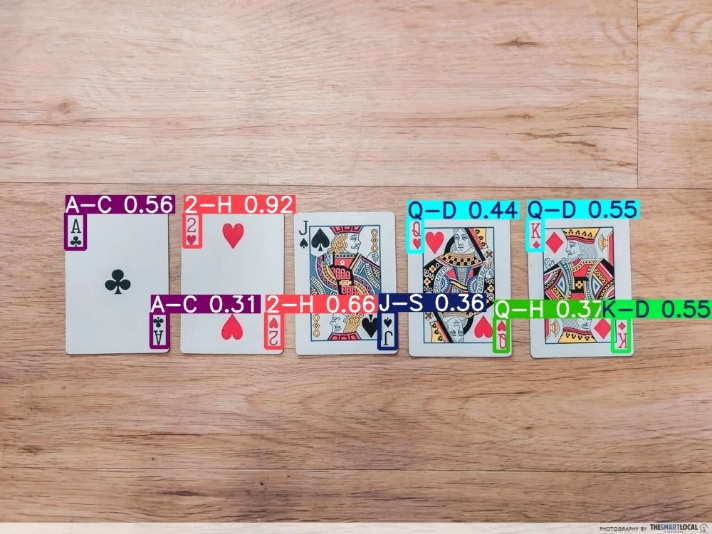 A-C 0.56
2-H 0.92
Q-D 0.44
Q-D 0.55
A
2
J
Q
K
A-C 0.31
2-H 0.66
J-S 0.36
Q-H 0.37
K-D 0.55
A
2
J
Q
K
PHOTOGRAPHY BY THESMARTLOCAL